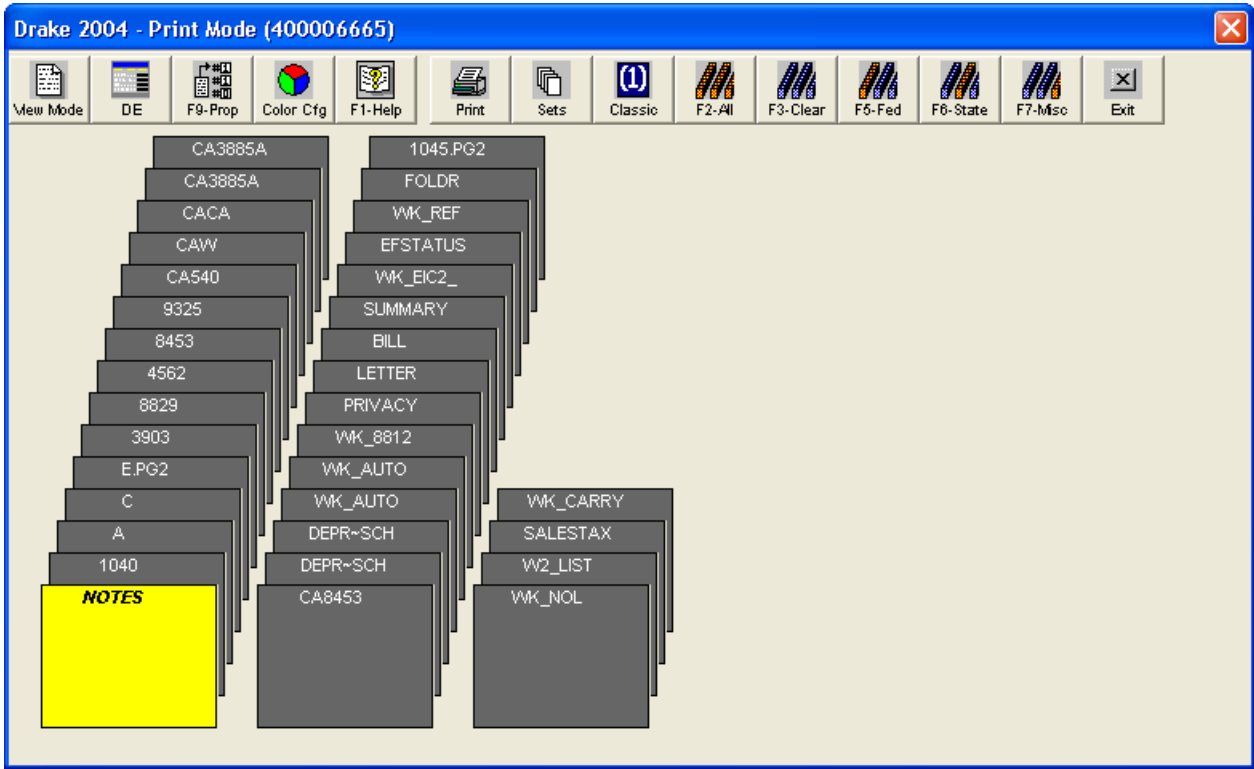 Drake 2004 - Print Mode (400006665)
View Mode DE F9-Prop Color Cfg F1-Help Print Sets Classic F2-All F3-Clear F5-Fed F6-State F7-Misc Exit
CA3885A 1045.PG2
CA3885A FOLDR
CACA WK_REF
CAW EFSTATUS
CA540 WK_EIC2_
9325 SUMMARY
8453 BILL
4562 LETTER
8829 PRIVACY
3903 WK_8812
E.PG2 WK_AUTO
C WK_AUTO WK_CARRY
A DEPR~SCH SALESTAX
1040 DEPR~SCH W2_LIST
NOTES CA8453 WK_NOL